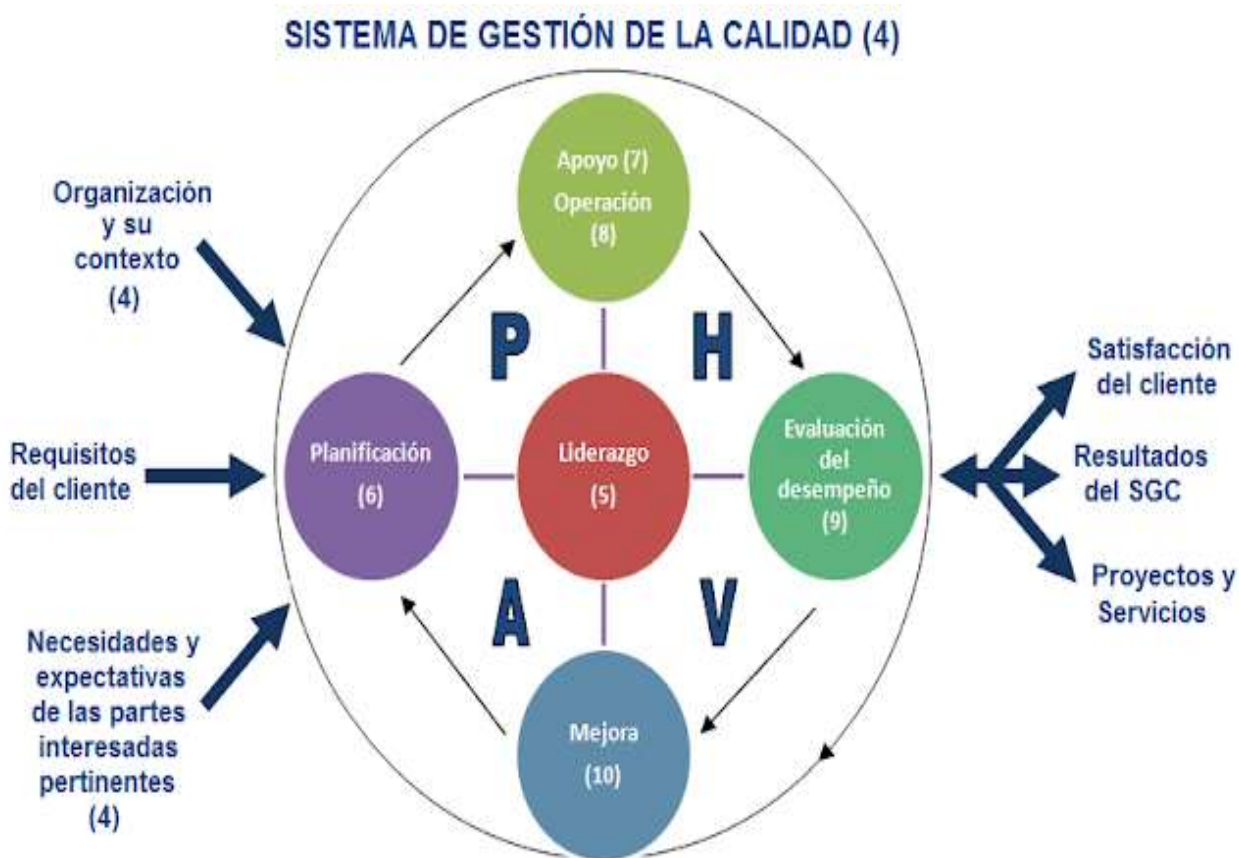 SISTEMA DE GESTIÓN DE LA CALIDAD (4)
Organización
y su
contexto
(4)
Requisitos
del cliente
Necesidades y
expectativas
de las partes
interesadas
pertinentes
(4)
Apoyo (7)
Operación
(8)
P
H
Planificación
(6)
Liderazgo
(5)
Evaluación
del
desempeño
(9)
A
V
Mejora
(10)
Satisfacción
del cliente
Resultados
del SGC
Proyectos y
Servicios